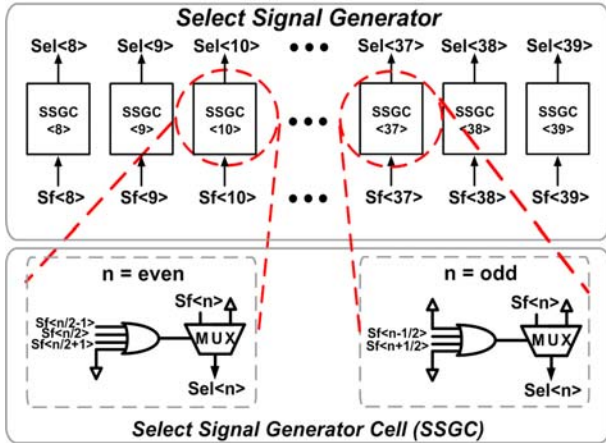 Select Signal Generator
Sel<8> Sel<9> Sel<10> ••• Sel<37> Sel<38> Sel<39>
SSGC SSGC SSGC SSGC SSGC SSGC
<8> <9> <10> ••• <37> <38> <39>
Sf<8> Sf<9> Sf<10> ••• Sf<37> Sf<38> Sf<39>
n = even n = odd
Sf<n> Sf<n>
Sf<n/2-1>
Sf<n/2> Sf<n-1/2>
Sf<n/2+1> Sf<n+1/2>
MUX MUX
Sel<n> Sel<n>
Select Signal Generator Cell (SSGC)